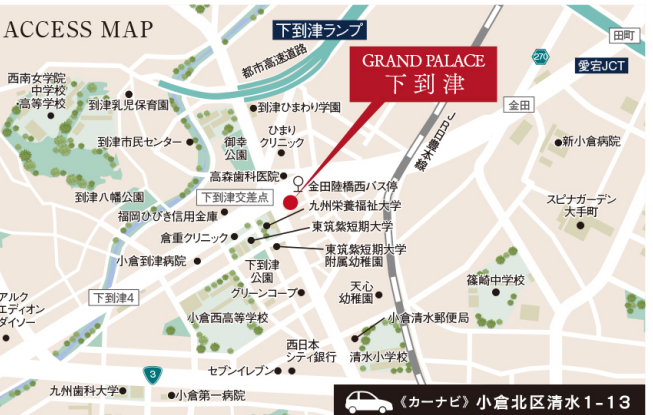 ACCESS MAP
下到津ランプ
都市高速道路
GRAND PALACE
下到津
田町
270
愛宕JCT
金田
JR日豊本線
西南女学院
中学校
・高等学校
到津乳児保育園
到津ひまわり学園
到津市民センター
御幸
公園
ひまり
クリニック
新小倉病院
高森歯科医院
金田陸橋西バス停
到津八幡公園
下到津交差点
九州栄養福祉大学
スピナガーデン
大手町
福岡ひびき信用金庫
東筑紫短期大学
倉重クリニック
東筑紫短期大学
附属幼稚園
小倉到津病院
下到津
公園
篠崎中学校
アルク
エディオン
ダイソー
下到津4
グリーンコープ
天心
幼稚園
小倉西高等学校
小倉清水郵便局
西日本
シティ銀行
清水小学校
3
セブンイレブン
九州歯科大学
小倉第一病院
《カーナビ》小倉北区清水1-13